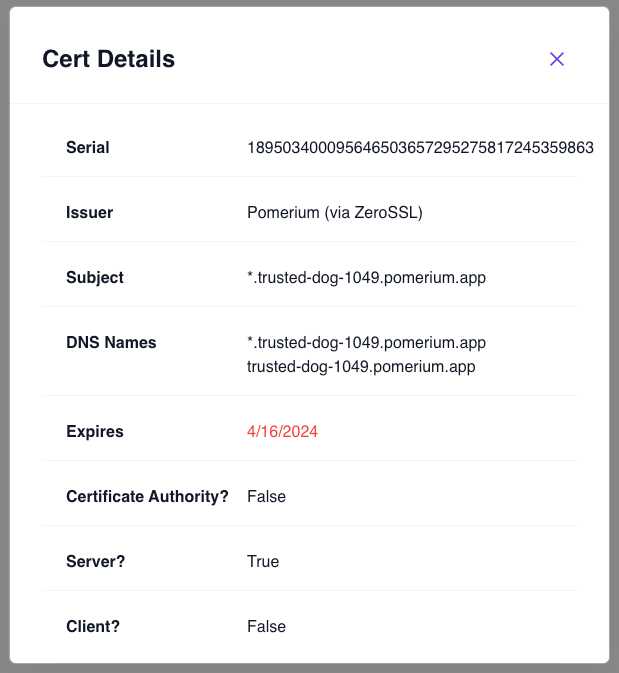 Cert Details
Serial 189503400095646503657295275817245359863
Issuer Pomerium (via ZeroSSL)
Subject *.trusted-dog-1049.pomerium.app
DNS Names *.trusted-dog-1049.pomerium.app
trusted-dog-1049.pomerium.app
Expires 4/16/2024
Certificate Authority? False
Server? True
Client? False